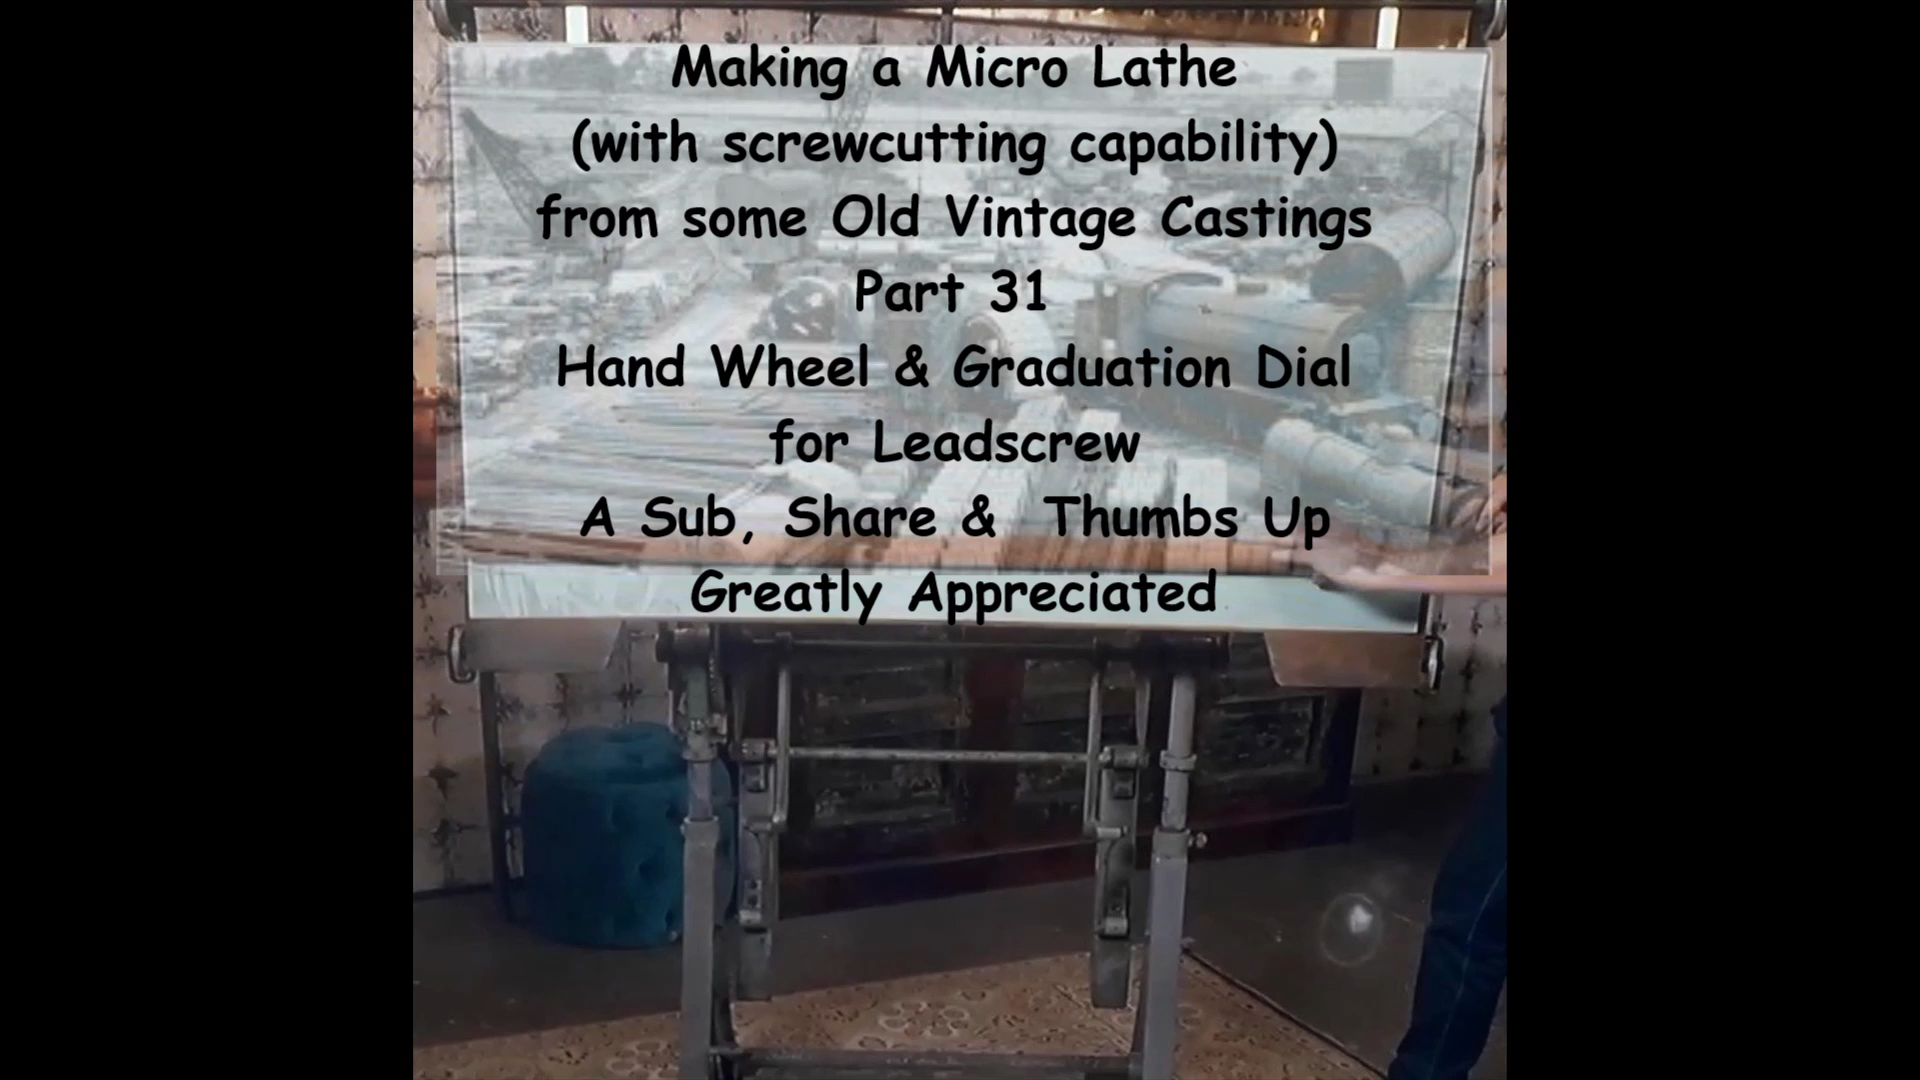 Making a Micro Lathe
(with screwcutting capability)
from some Old Vintage Castings
Part 31
Hand Wheel & Graduation Dial
for Leadscrew
A Sub, Share & Thumbs Up
Greatly Appreciated